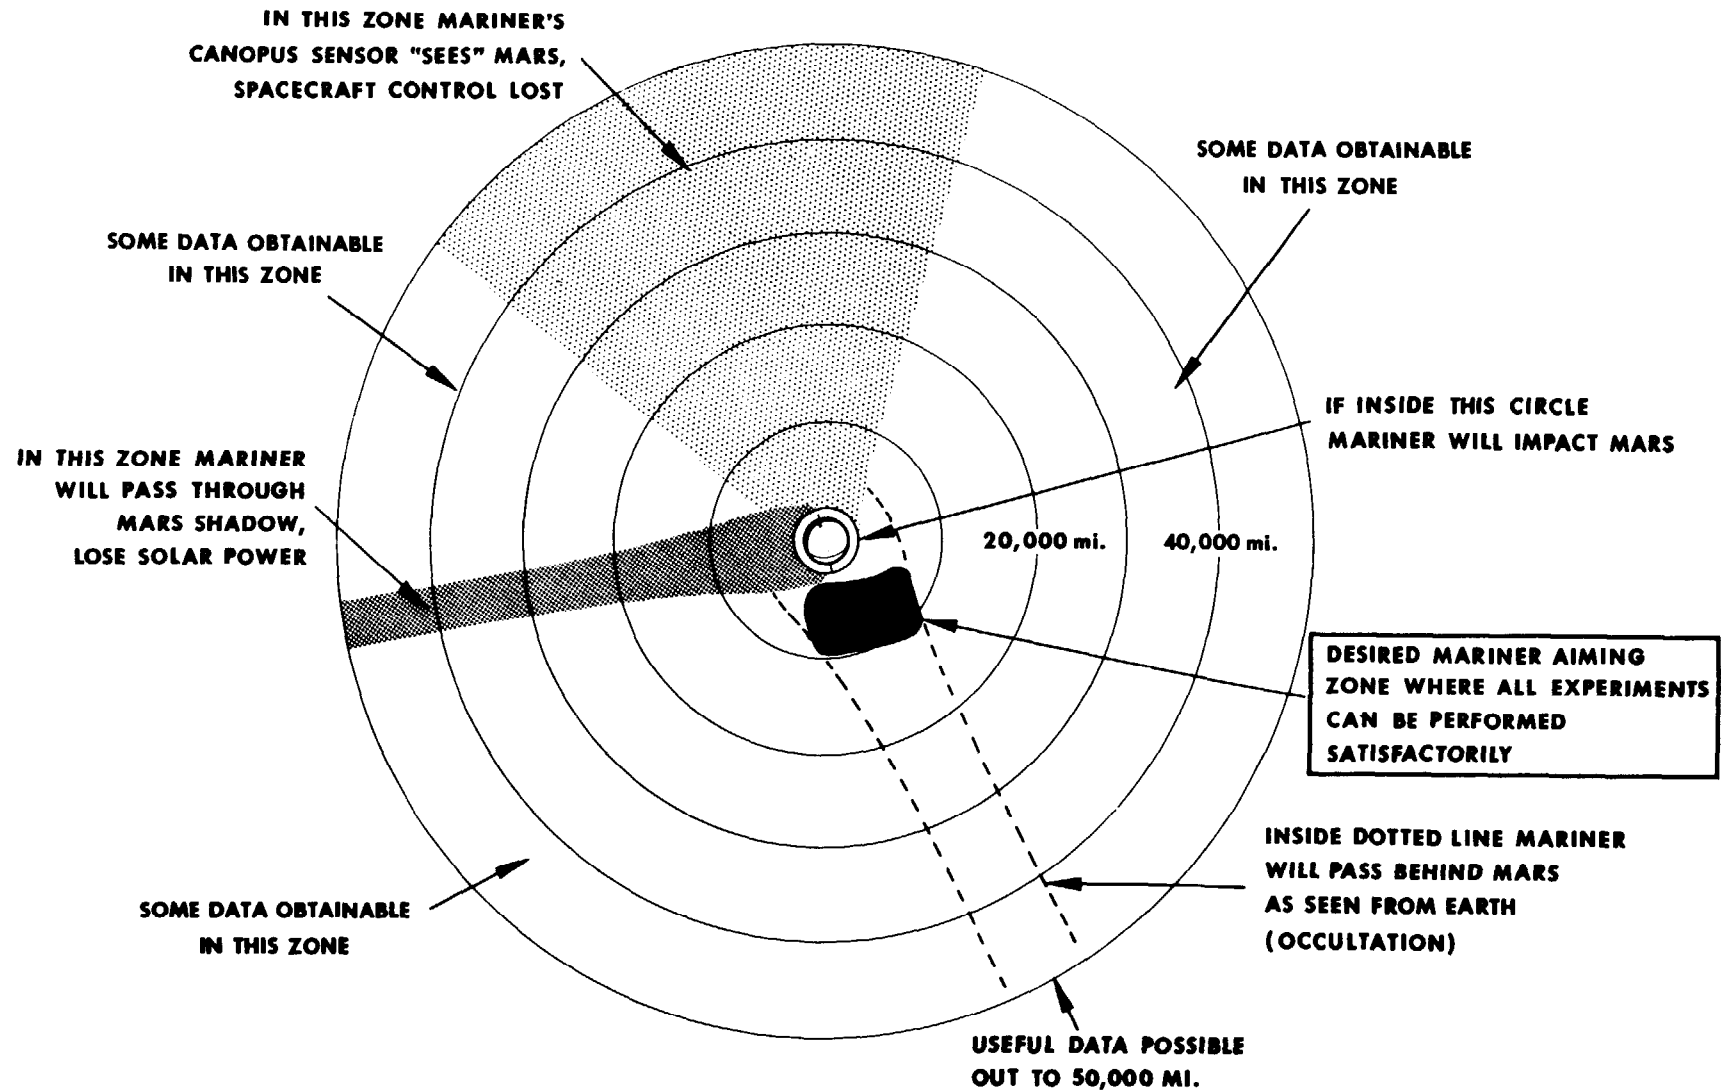 IN THIS ZONE MARINER'S
CANOPUS SENSOR "SEES" MARS,
SPACECRAFT CONTROL LOST
SOME DATA OBTAINABLE
IN THIS ZONE
SOME DATA OBTAINABLE
IN THIS ZONE
IF INSIDE THIS CIRCLE
MARINER WILL IMPACT MARS
IN THIS ZONE MARINER
WILL PASS THROUGH
MARS SHADOW,
LOSE SOLAR POWER
20,000 mi.
40,000 mi.
DESIRED MARINER AIMING
ZONE WHERE ALL EXPERIMENTS
CAN BE PERFORMED
SATISFACTORILY
INSIDE DOTTED LINE MARINER
WILL PASS BEHIND MARS
AS SEEN FROM EARTH
(OCCULTATION)
SOME DATA OBTAINABLE
IN THIS ZONE
USEFUL DATA POSSIBLE
OUT TO 50,000 MI.